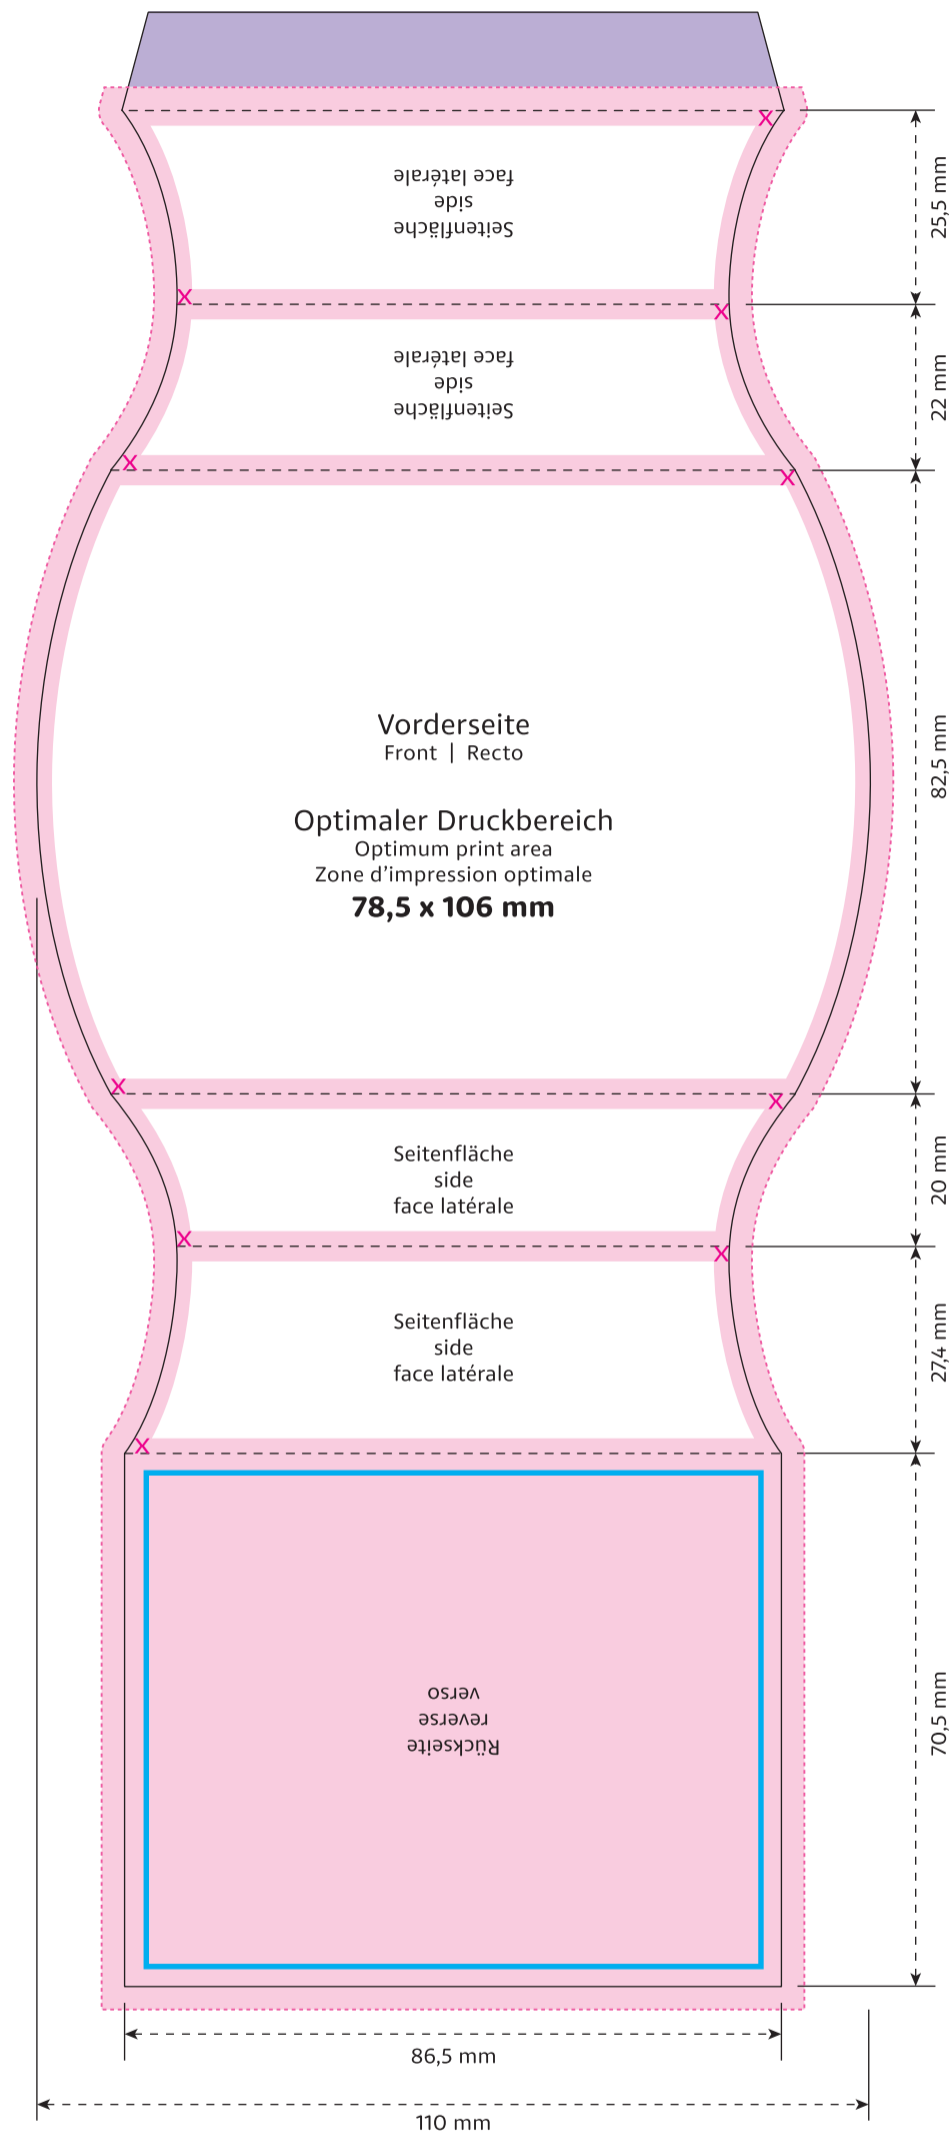 face latérale
side
Seitenfläche
25,5 mm
face latérale
side
Seitenfläche
22 mm
Vorderseite
Front | Recto
Optimaler Druckbereich
Optimum print area
Zone d’impression optimale
78,5 x 106 mm
82,5 mm
Seitenfläche
side
face latérale
20 mm
Seitenfläche
side
face latérale
27,4 mm
verso
reverse
Rückseite
70,5 mm
86,5 mm
110 mm